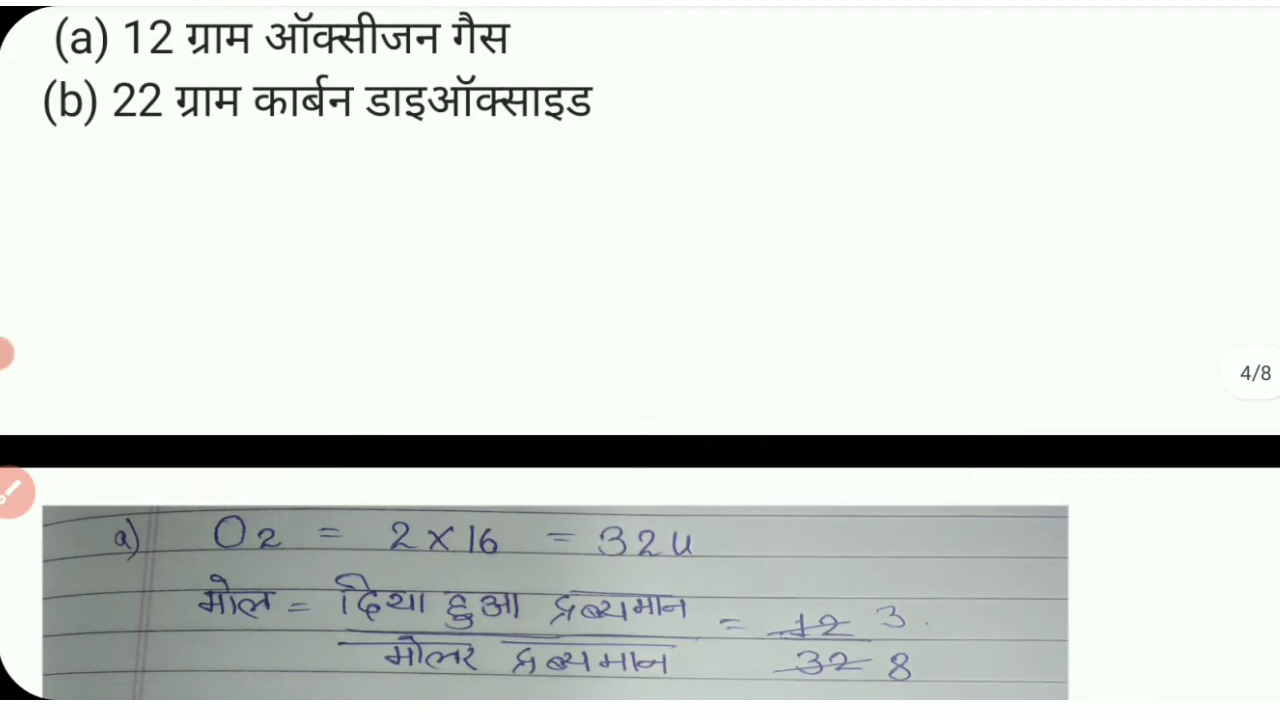 (a) 12 ग्राम ऑक्सीजन गैस
(b) 22 ग्राम कार्बन डाइऑक्साइड
4/8
a) O2 = 2 × 16 = 32u
मोल = दिया हुआ द्रव्यमान / मोलर द्रव्यमान = 12 3 / 32 8